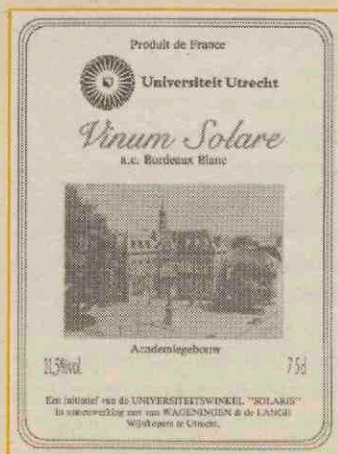 Produit de France
Universiteit Utrecht
Vinum Solare
a.c. Bordeaux Blanc
Academiegebouw
11,5%vol 75d
Een initiatief van de UNIVERSITEITSWINKEL "SOLARIS"
in samenwerking met van WAGENINGEN & de LANGE
Wijnkopers te Utrecht.